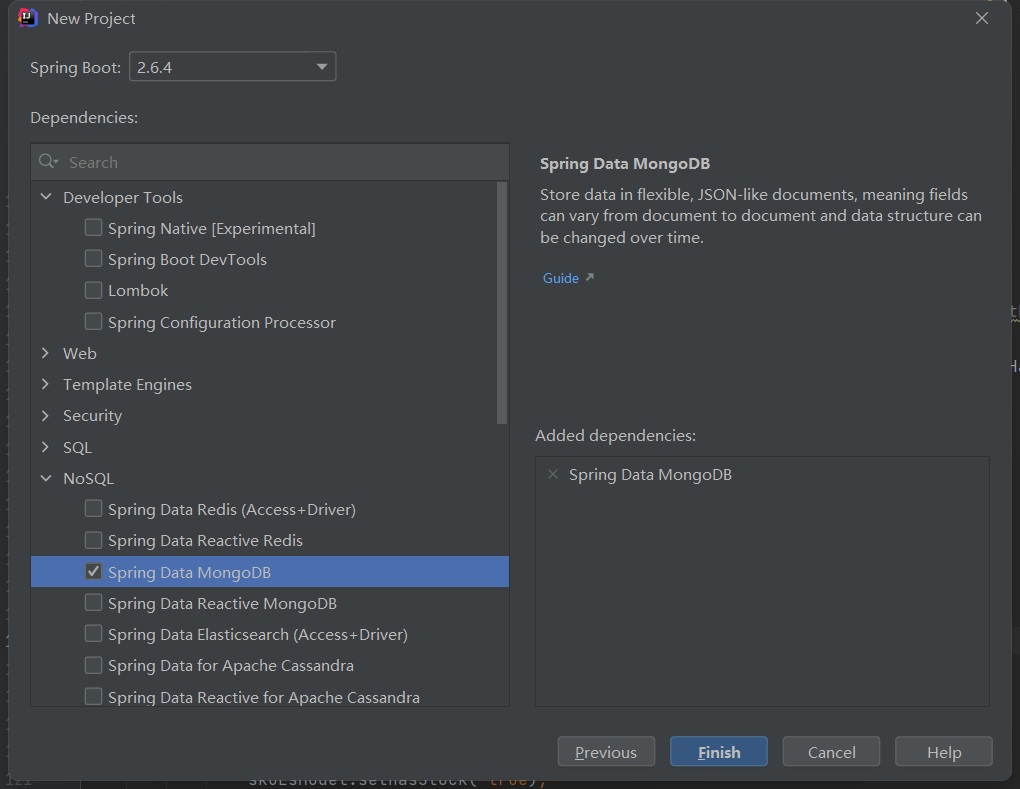 New Project
Spring Boot: 2.6.4
Dependencies:
Search
Developer Tools
Spring Native [Experimental]
Spring Boot DevTools
Lombok
Spring Configuration Processor
Web
Template Engines
Security
SQL
NoSQL
Spring Data Redis (Access+Driver)
Spring Data Reactive Redis
Spring Data MongoDB
Spring Data Reactive MongoDB
Spring Data Elasticsearch (Access+Driver)
Spring Data for Apache Cassandra
Spring Data Reactive for Apache Cassandra
Spring Data MongoDB
Store data in flexible, JSON-like documents, meaning fields
can vary from document to document and data structure can
be changed over time.
Guide
Added dependencies:
Spring Data MongoDB
Previous
Finish
Cancel
Help